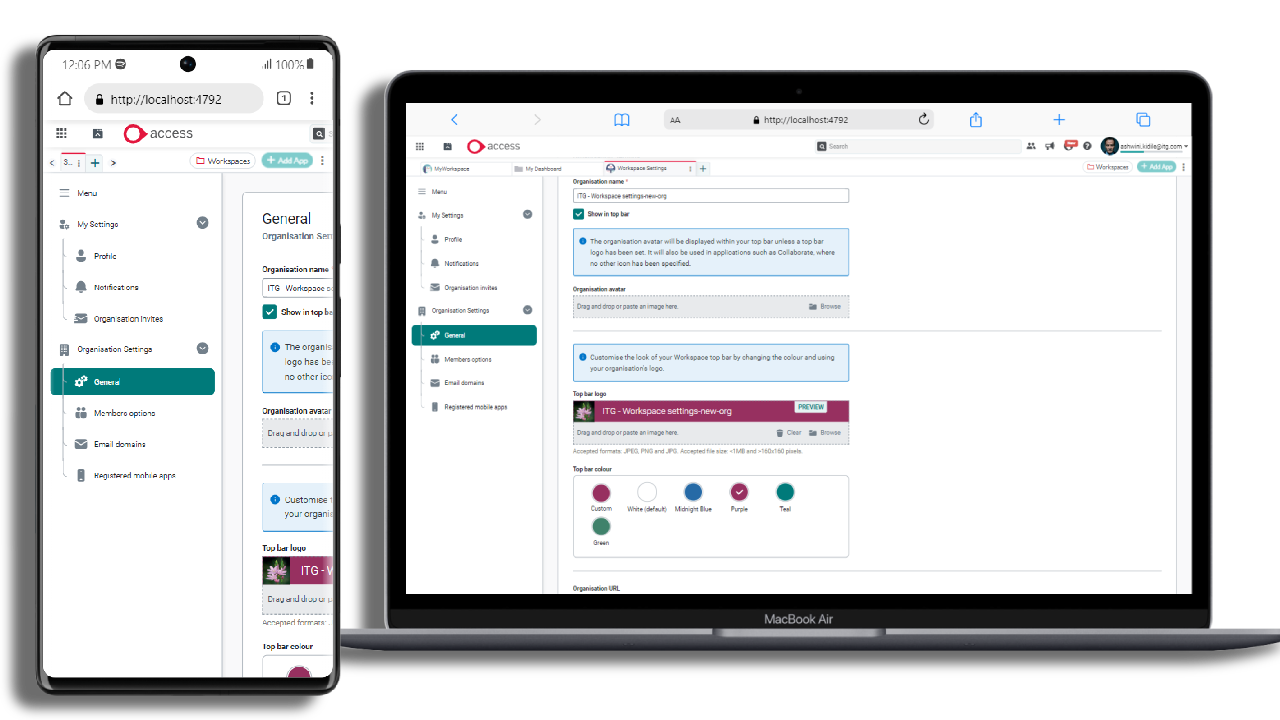 12:06 PM
100%
http://localhost:4792
1
access
S...
Workspaces
+ Add App
Menu
My Settings
Profile
Notifications
Organisation invites
Organisation Settings
General
Members options
Email domains
Registered mobile apps
General
Organisation Sett
Organisation name
ITG - Workspace se
Show in top ba
The organis
logo has be
no other ico
Organisation avatar
Drag and drop or p
Customise t
your organis
Top bar logo
ITG - W
Drag and drop or p
Accepted formats:
Top bar colour
AA
http://localhost:4792
access
Search
ashwini.kidile@itg.com
MyWorkspace
My Dashboard
Workspace Settings
Workspaces
+ Add App
Menu
My Settings
Profile
Notifications
Organisation invites
Organisation Settings
General
Members options
Email domains
Registered mobile apps
Organisation name *
ITG - Workspace settings-new-org
Show in top bar
The organisation avatar will be displayed within your top bar unless a top bar
logo has been set. It will also be used in applications such as Collaborate, where
no other icon has been specified.
Organisation avatar
Drag and drop or paste an image here.
Browse
Customise the look of your Workspace top bar by changing the colour and using
your organisation's logo.
Top bar logo
ITG - Workspace settings-new-org
PREVIEW
Drag and drop or paste an image here.
Clear
Browse
Accepted formats: JPEG, PNG and JPG. Accepted file size: <1MB and >160x160 pixels.
Top bar colour
Custom
White (default)
Midnight Blue
Purple
Teal
Green
Organisation URL
MacBook Air